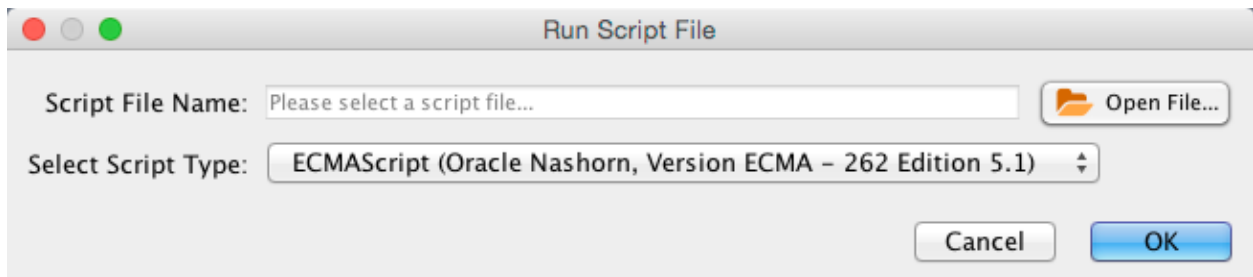 Run Script File
Script File Name: Please select a script file... Open File...
Select Script Type: ECMAScript (Oracle Nashorn, Version ECMA - 262 Edition 5.1)
Cancel OK